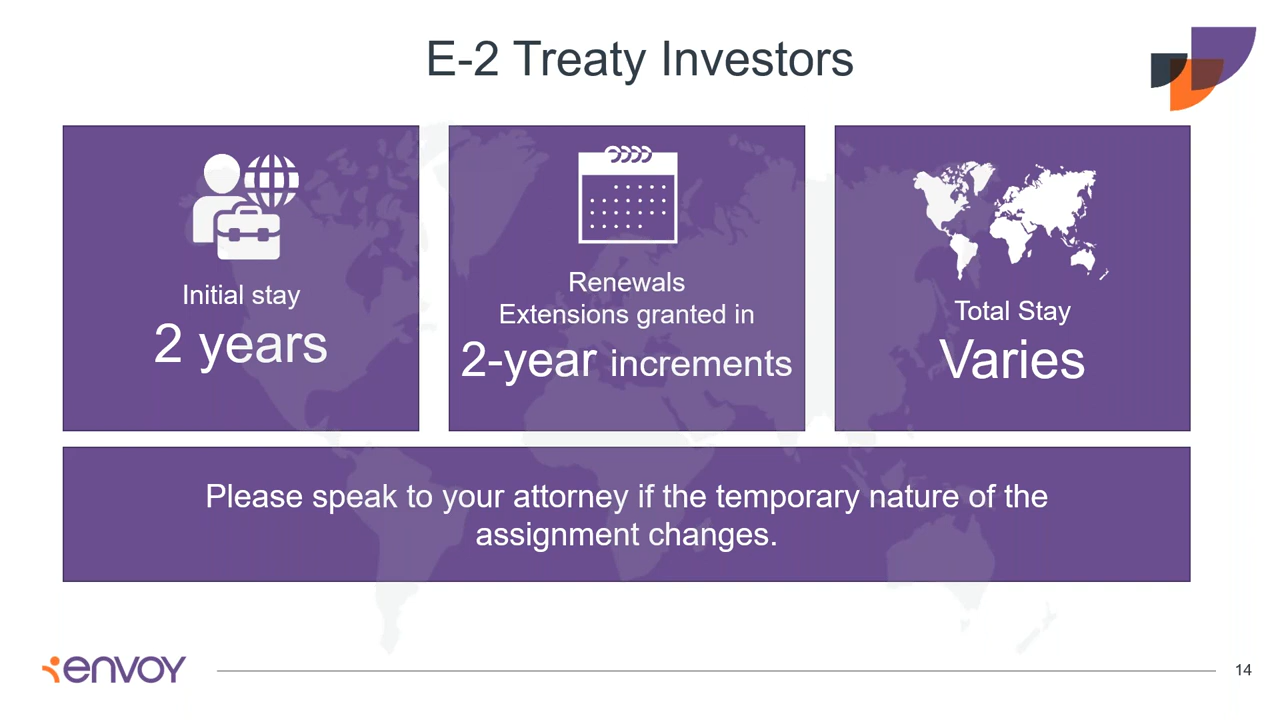 E-2 Treaty Investors
Initial stay
2 years
Renewals
Extensions granted in
2-year increments
Total Stay
Varies
Please speak to your attorney if the temporary nature of the
assignment changes.
envoy
14